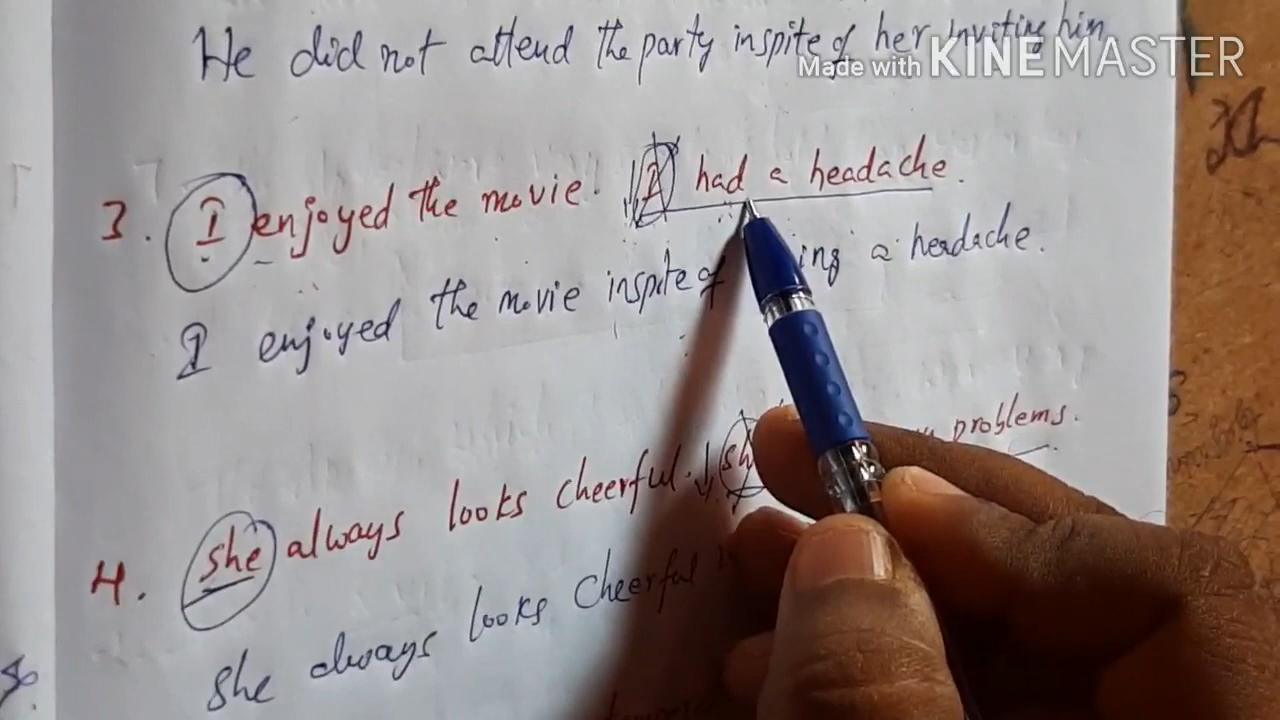 He did not attend the party inspite of her inviting him
Made with KINEMASTER
3. I enjoyed the movie. I had a headache.
I enjoyed the movie inspite of ing a headache.
4. she always looks cheerful. problems.
she always looks cheerful